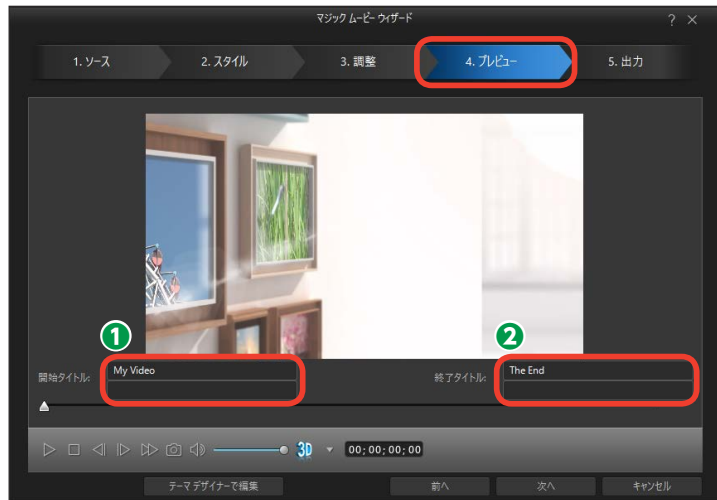 マジック ムービー ウィザード ? ×
1. ソース 2. スタイル 3. 調整 4. プレビュー 5. 出力
1 2
開始タイトル: My Video 終了タイトル: The End
3D 00;00;00;00
テーマ デザイナーで編集 前へ 次へ キャンセル